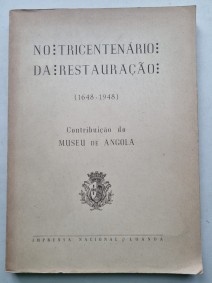 NO TRICENTENÁRIO
DA RESTAURAÇÃO
(1648-1948)
Contribuição do
MUSEU DE ANGOLA
IMPRENSA NACIONAL / LUANDA